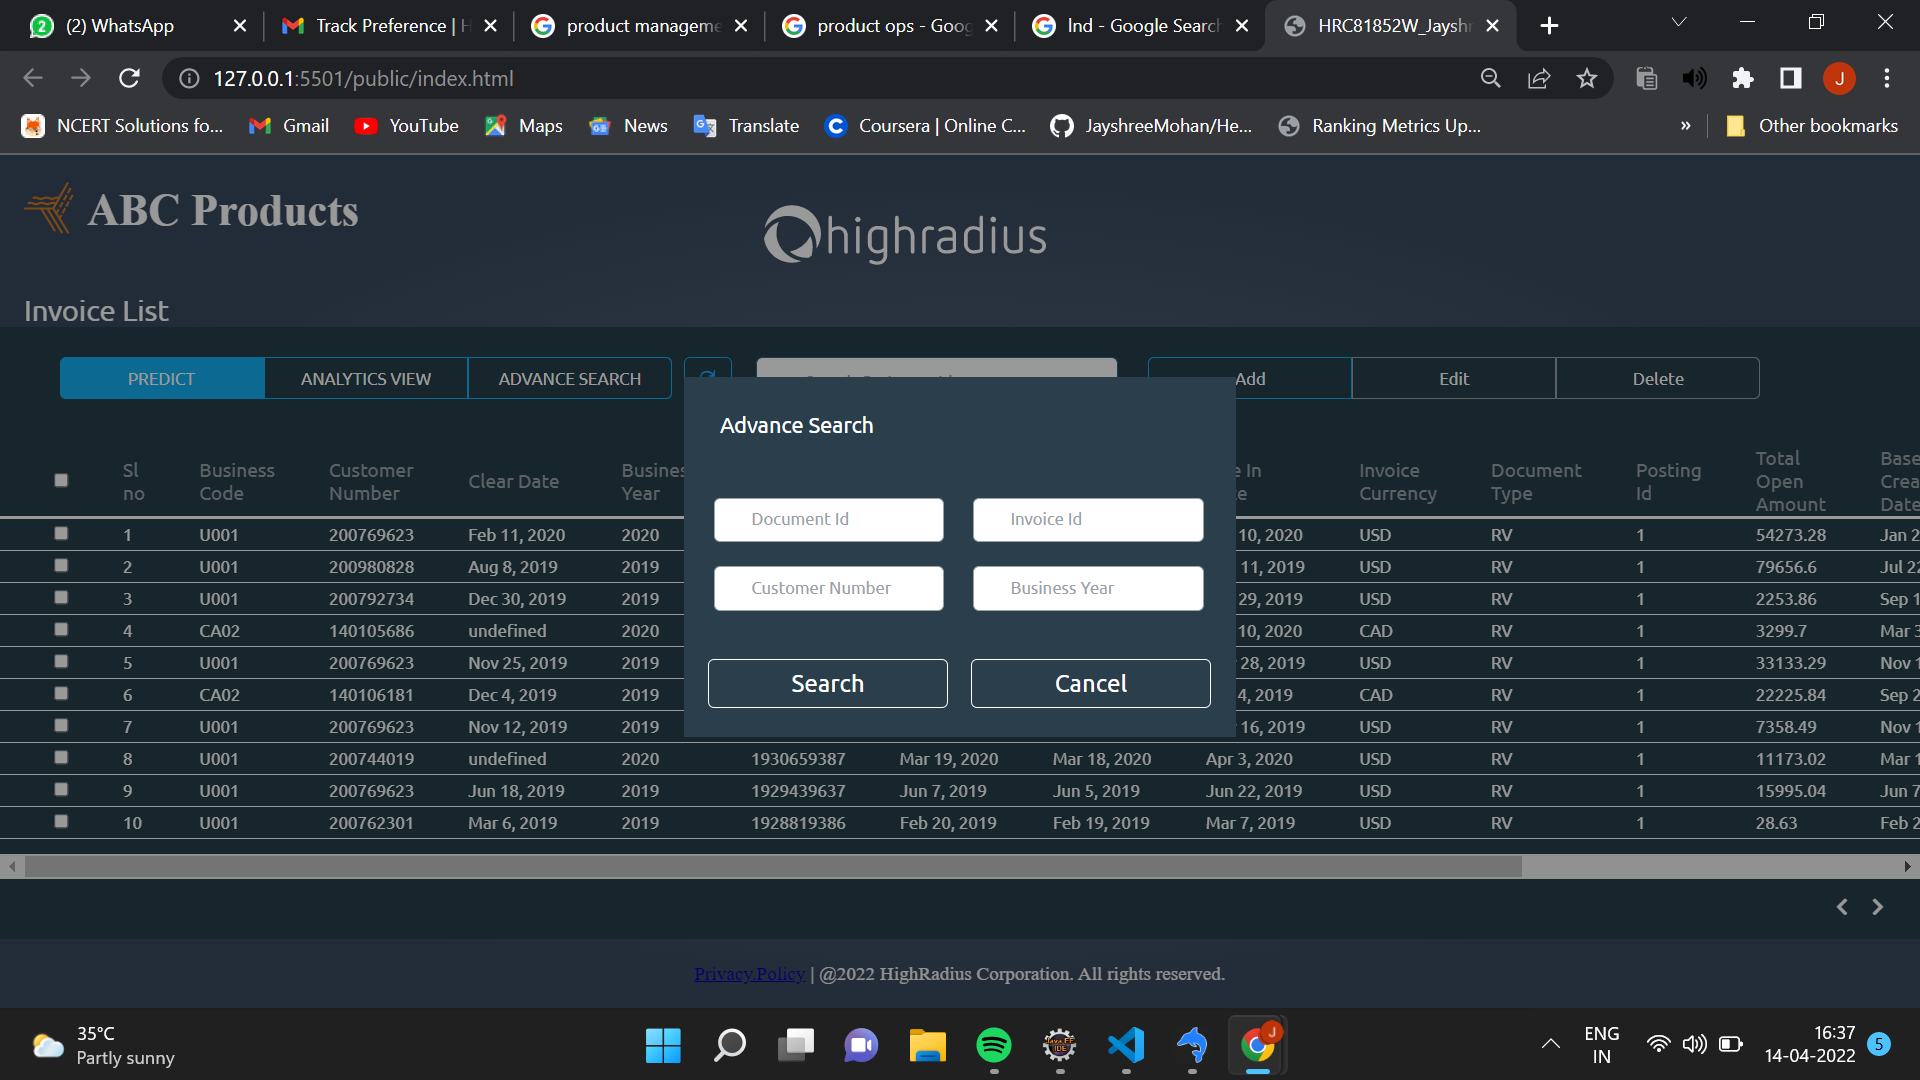 (2) WhatsApp
Track Preference | H
product manageme
product ops - Goog
lnd - Google Search
HRC81852W_Jayshr
127.0.0.1:5501/public/index.html
J
NCERT Solutions fo...
Gmail
YouTube
Maps
News
Translate
Coursera | Online C...
JayshreeMohan/He...
Ranking Metrics Up...
»
Other bookmarks
ABC Products
highradius
Invoice List
PREDICT
ANALYTICS VIEW
ADVANCE SEARCH
Add
Edit
Delete
Advance Search
Document Id
Invoice Id
Customer Number
Business Year
Search
Cancel
Sl no Business Code Customer Number Clear Date Busines Year e In e Invoice Currency Document Type Posting Id Total Open Amount Base Crea Date
1 U001 200769623 Feb 11, 2020 2020 10, 2020 USD RV 1 54273.28 Jan 2
2 U001 200980828 Aug 8, 2019 2019 11, 2019 USD RV 1 79656.6 Jul 22
3 U001 200792734 Dec 30, 2019 2019 29, 2019 USD RV 1 2253.86 Sep 1
4 CA02 140105686 undefined 2020 10, 2020 CAD RV 1 3299.7 Mar 3
5 U001 200769623 Nov 25, 2019 2019 28, 2019 USD RV 1 33133.29 Nov 1
6 CA02 140106181 Dec 4, 2019 2019 4, 2019 CAD RV 1 22225.84 Sep 2
7 U001 200769623 Nov 12, 2019 2019 16, 2019 USD RV 1 7358.49 Nov 1
8 U001 200744019 undefined 2020 1930659387 Mar 19, 2020 Mar 18, 2020 Apr 3, 2020 USD RV 1 11173.02 Mar 1
9 U001 200769623 Jun 18, 2019 2019 1929439637 Jun 7, 2019 Jun 5, 2019 Jun 22, 2019 USD RV 1 15995.04 Jun 7
10 U001 200762301 Mar 6, 2019 2019 1928819386 Feb 20, 2019 Feb 19, 2019 Mar 7, 2019 USD RV 1 28.63 Feb 2
Privacy.Policy | @2022 HighRadius Corporation. All rights reserved.
35°C
Partly sunny
J
ENG
IN
16:37
14-04-2022
5